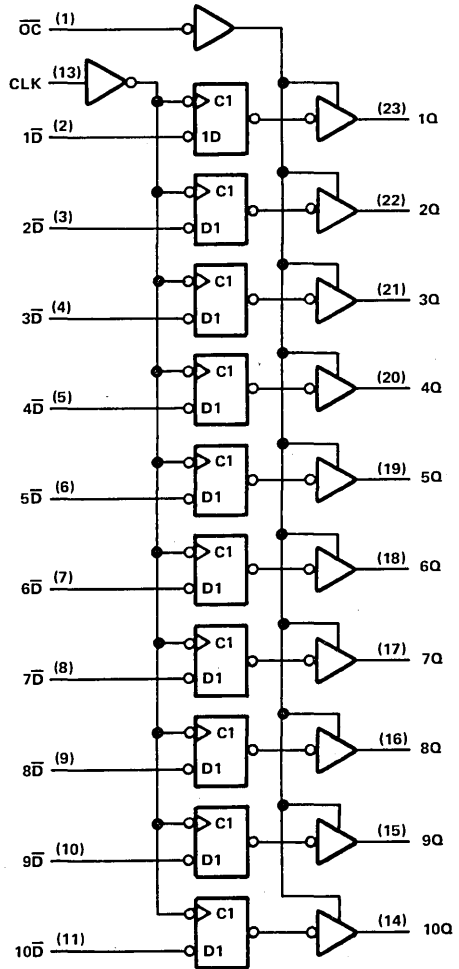 O̅C̅ (1)
CLK (13)
C1
(23) 1Q
1D̅ (2)
1D
C1
(22) 2Q
2D̅ (3)
D1
C1
(21) 3Q
3D̅ (4)
D1
C1
(20) 4Q
4D̅ (5)
D1
C1
(19) 5Q
5D̅ (6)
D1
C1
(18) 6Q
6D̅ (7)
D1
C1
(17) 7Q
7D̅ (8)
D1
C1
(16) 8Q
8D̅ (9)
D1
C1
(15) 9Q
9D̅ (10)
D1
C1
(14) 10Q
10D̅ (11)
D1